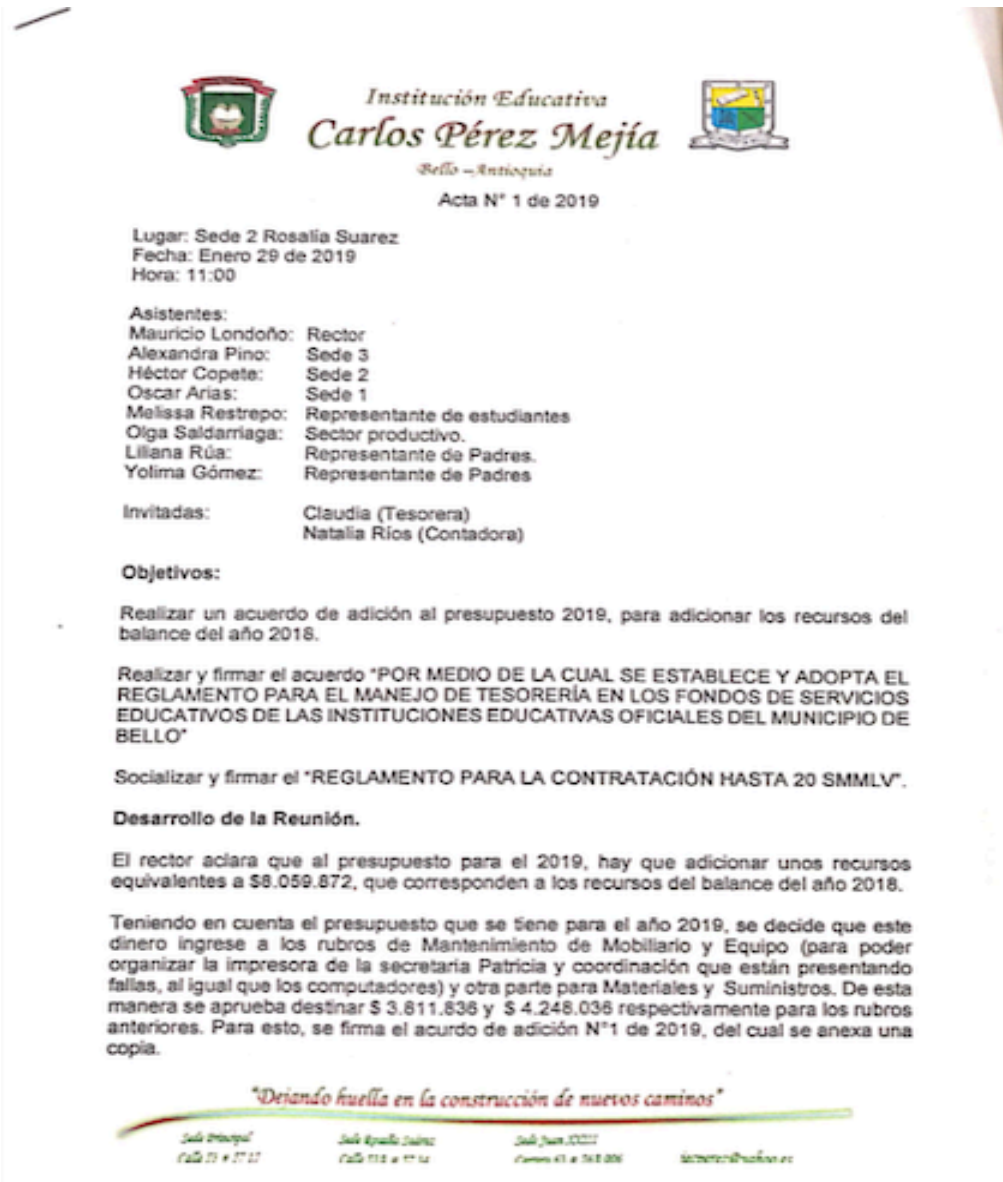 Institución Educativa
Carlos Pérez Mejía
Bello – Antioquia
Acta N° 1 de 2019
Lugar: Sede 2 Rosalía Suarez
Fecha: Enero 29 de 2019
Hora: 11:00
Asistentes:
Mauricio Londoño: Rector
Alexandra Pino: Sede 3
Héctor Copete: Sede 2
Oscar Arias: Sede 1
Melissa Restrepo: Representante de estudiantes
Olga Saldarriaga: Sector productivo.
Liliana Rúa: Representante de Padres.
Yolima Gómez: Representante de Padres
Invitadas: Claudia (Tesorera)
Natalia Ríos (Contadora)
Objetivos:
Realizar un acuerdo de adición al presupuesto 2019, para adicionar los recursos del
balance del año 2018.
Realizar y firmar el acuerdo "POR MEDIO DE LA CUAL SE ESTABLECE Y ADOPTA EL
REGLAMENTO PARA EL MANEJO DE TESORERÍA EN LOS FONDOS DE SERVICIOS
EDUCATIVOS DE LAS INSTITUCIONES EDUCATIVAS OFICIALES DEL MUNICIPIO DE
BELLO"
Socializar y firmar el "REGLAMENTO PARA LA CONTRATACIÓN HASTA 20 SMMLV".
Desarrollo de la Reunión.
El rector aclara que al presupuesto para el 2019, hay que adicionar unos recursos
equivalentes a $8.059.872, que corresponden a los recursos del balance del año 2018.
Teniendo en cuenta el presupuesto que se tiene para el año 2019, se decide que este
dinero ingrese a los rubros de Mantenimiento de Mobiliario y Equipo (para poder
organizar la impresora de la secretaria Patricia y coordinación que están presentando
fallas, al igual que los computadores) y otra parte para Materiales y Suministros. De esta
manera se aprueba destinar $ 3.811.836 y $ 4.248.036 respectivamente para los rubros
anteriores. Para esto, se firma el acurdo de adición N°1 de 2019, del cual se anexa una
copia.
"Dejando huella en la construcción de nuevos caminos"
Sede Principal
Sede Rosalía Suárez
Sede Juan XXIII